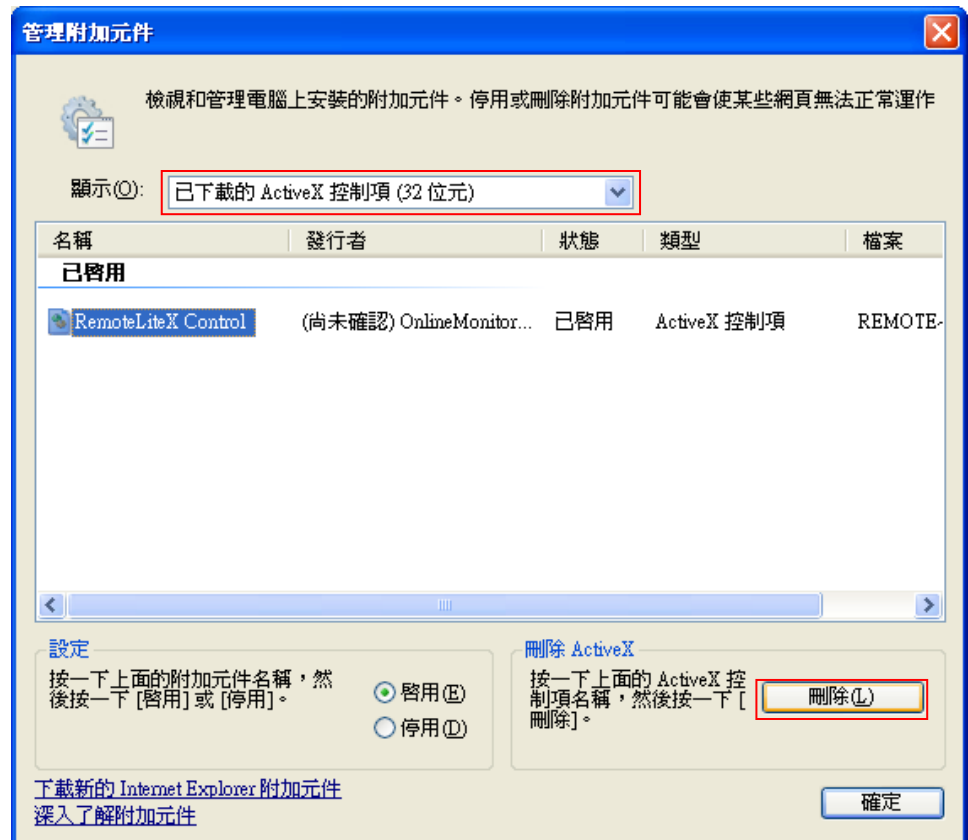 管理附加元件
檢視和管理電腦上安裝的附加元件。停用或刪除附加元件可能會使某些網頁無法正常運作
顯示(O): 已下載的 ActiveX 控制項 (32 位元)
名稱 發行者 狀態 類型 檔案
已啓用
RemoteLiteX Control (尚未確認) OnlineMonitor... 已啓用 ActiveX 控制項 REMOTE-
設定
按一下上面的附加元件名稱，然
後按一下 [啓用] 或 [停用]。
啓用(E)
停用(D)
刪除 ActiveX
按一下上面的 ActiveX 控
制項名稱，然後按一下 [
刪除]。
刪除(L)
下載新的 Internet Explorer 附加元件
深入了解附加元件
確定